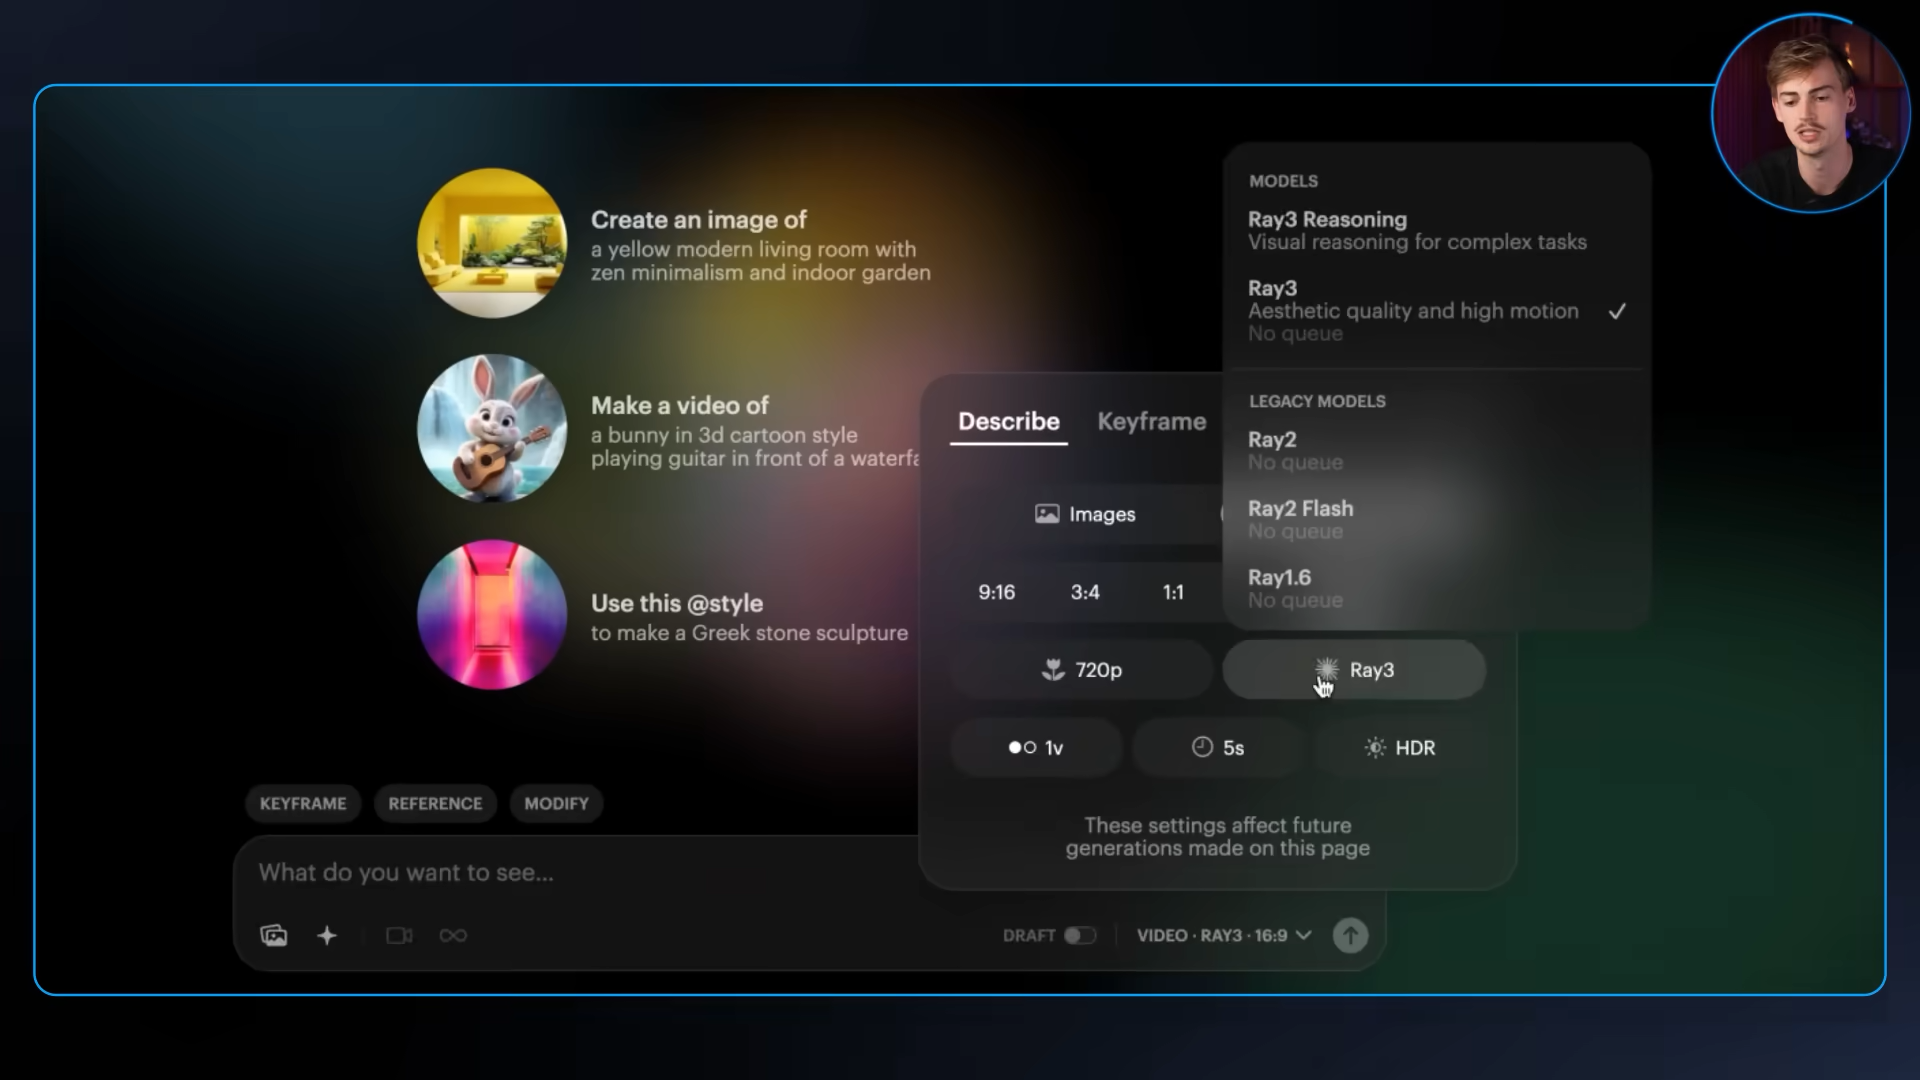 Create an image of
a yellow modern living room with
zen minimalism and indoor garden
Make a video of
a bunny in 3d cartoon style
playing guitar in front of a
Use this @style
to make a Greek stone sculpture
MODELS
Ray3 Reasoning
Visual reasoning for complex tasks
Ray3
Aesthetic quality and high motion
No queue
LEGACY MODELS
Ray2
No queue
Ray2 Flash
No queue
Ray1.6
No queue
Describe
Keyframe
Images
9:16
3:4
1:1
720p
Ray3
1v
5s
HDR
These settings affect future
generations made on this page
KEYFRAME
REFERENCE
MODIFY
What do you want to see...
DRAFT
VIDEO · RAY3 · 16:9